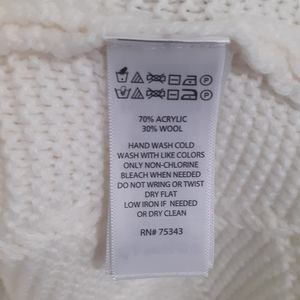 70% ACRYLIC
30% WOOL
HAND WASH COLD
WASH WITH LIKE COLORS
ONLY NON-CHLORINE
BLEACH WHEN NEEDED
DO NOT WRING OR TWIST
DRY FLAT
LOW IRON IF NEEDED
OR DRY CLEAN
RN# 75343